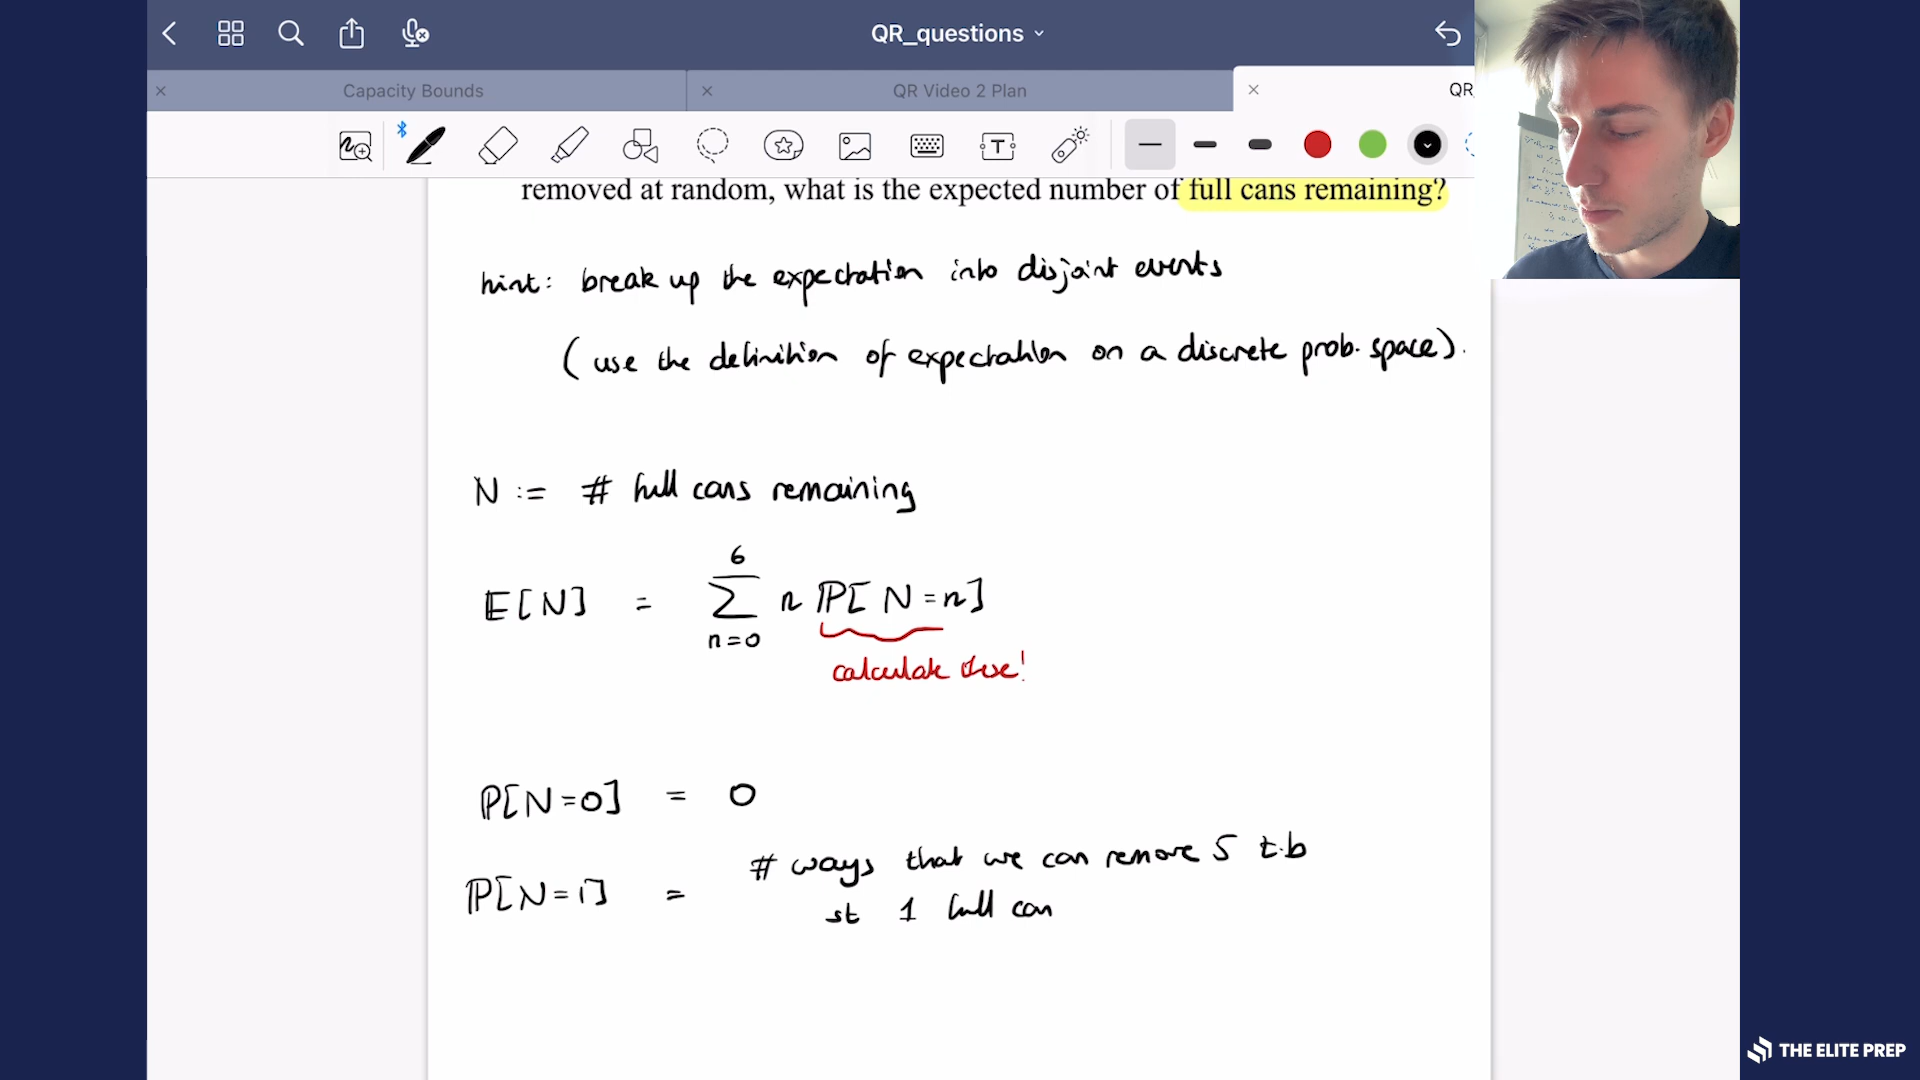 QR_questions
Capacity Bounds
QR Video 2 Plan
QR
removed at random, what is the expected number of full cans remaining?
hint: break up the expectation into disjoint events
(use the definition of expectation on a discrete prob. space).
N := # full cans remaining
6
E[N] = Σ n P[N=n]
n=0
calculate
P[N=0] = 0
# ways that we can remove 5 t.b
P[N=1] =
st 1 full can
THE ELITE PREP